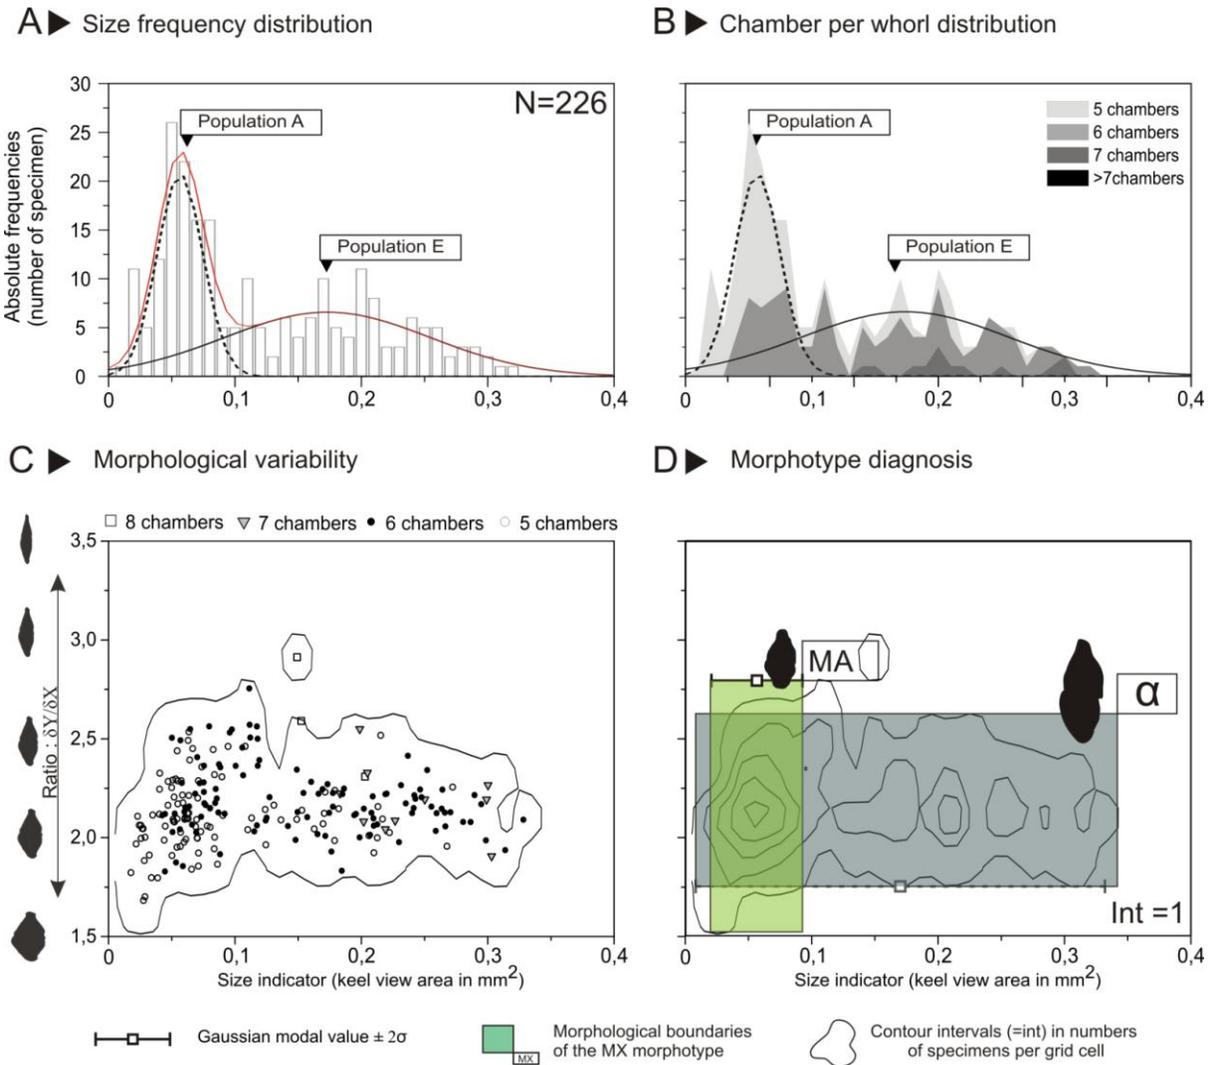 A ▶ Size frequency distribution
B ▶ Chamber per whorl distribution
Absolute frequencies
(number of specimen)
30
25
20
15
10
5
0
N=226
Population A
Population E
0 0,1 0,2 0,3 0,4
Population A
Population E
5 chambers
6 chambers
7 chambers
>7chambers
0 0,1 0,2 0,3 0,4
C ▶ Morphological variability
D ▶ Morphotype diagnosis
8 chambers 7 chambers 6 chambers 5 chambers
Ratio : δY/δX
3,5
3,0
2,5
2,0
1,5
0 0,1 0,2 0,3 0,4
Size indicator (keel view area in mm²)
MA
α
Int =1
0 0,1 0,2 0,3 0,4
Size indicator (keel view area in mm²)
Gaussian modal value ± 2σ
Morphological boundaries
of the MX morphotype
MX
Contour intervals (=int) in numbers
of specimens per grid cell